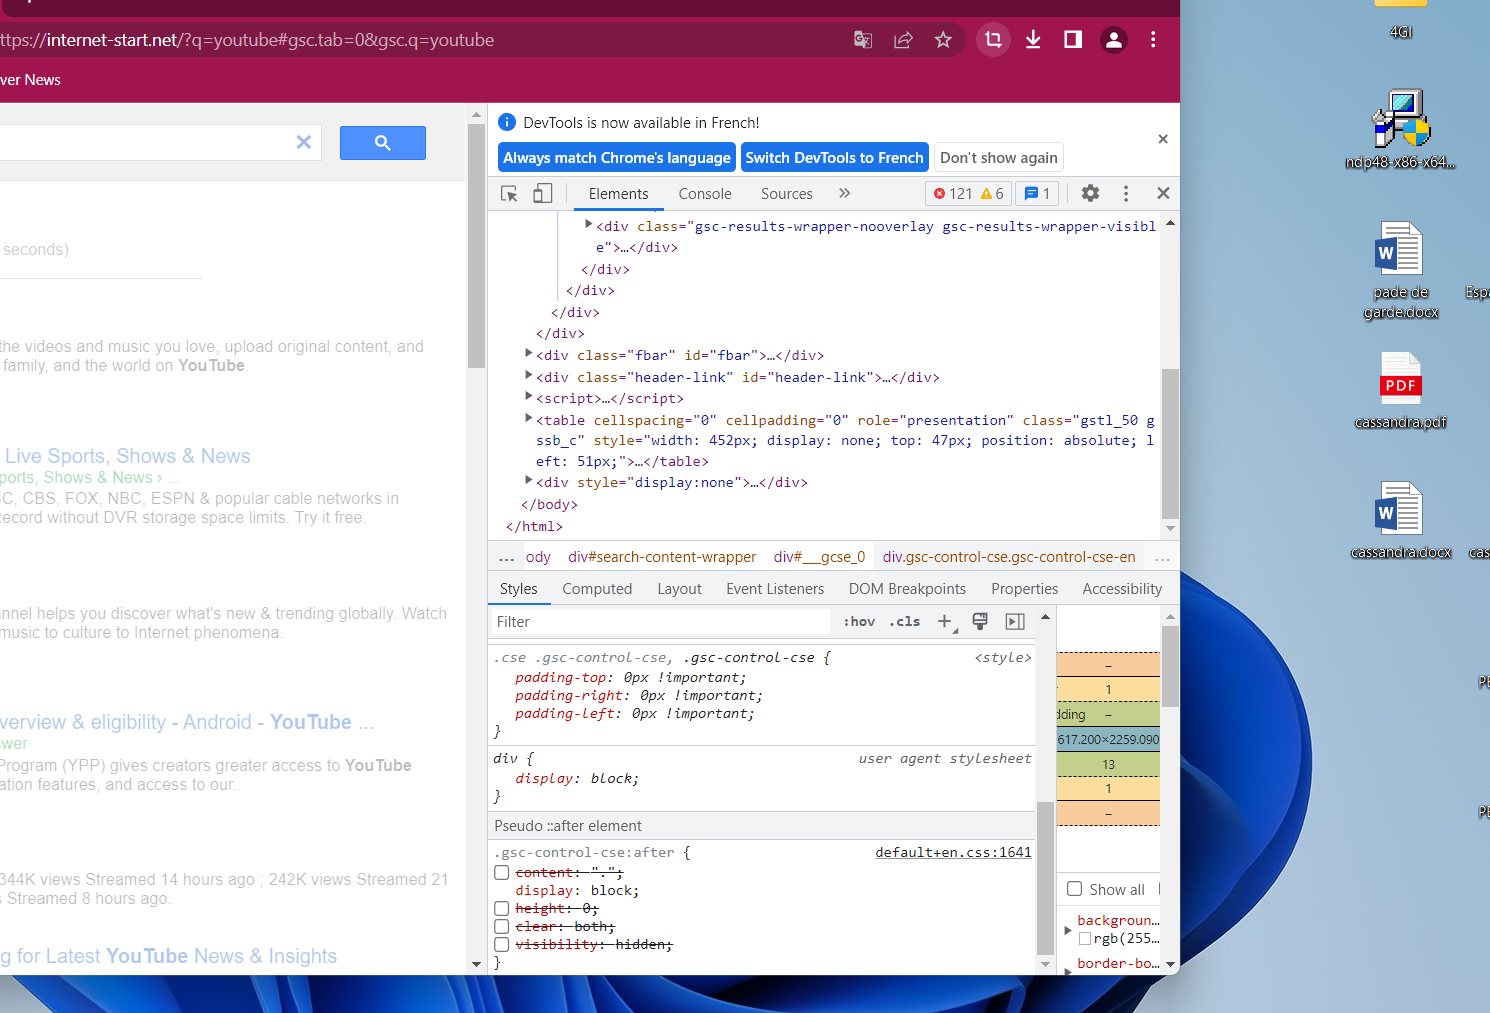 ttps://internet-start.net/?q=youtube#gsc.tab=0&gsc.q=youtube
ver News
seconds)
the videos and music you love, upload original content, and
family, and the world on YouTube.
Live Sports, Shows & News
ports, Shows & News › ...
C, CBS, FOX, NBC, ESPN & popular cable networks in
Record without DVR storage space limits. Try it free.
annel helps you discover what's new & trending globally. Watch
music to culture to Internet phenomena.
verview & eligibility - Android - YouTube ...
swer
Program (YPP) gives creators greater access to YouTube
ation features, and access to our.
344K views Streamed 14 hours ago ; 242K views Streamed 21
s Streamed 8 hours ago.
g for Latest YouTube News & Insights
DevTools is now available in French!
Always match Chrome's language
Switch DevTools to French
Don't show again
Elements
Console
Sources
121
6
1
<div class="gsc-results-wrapper-nooverlay gsc-results-wrapper-visibl
e">…</div>
</div>
</div>
</div>
</div>
<div class="fbar" id="fbar">…</div>
<div class="header-link" id="header-link">…</div>
<script>…</script>
<table cellspacing="0" cellpadding="0" role="presentation" class="gstl_50 g
ssb_c" style="width: 452px; display: none; top: 47px; position: absolute; l
eft: 51px;">…</table>
<div style="display:none">…</div>
</body>
</html>
... ody div#search-content-wrapper div#___gcse_0 div.gsc-control-cse.gsc-control-cse-en ...
Styles Computed Layout Event Listeners DOM Breakpoints Properties Accessibility
Filter
:hov .cls
.cse .gsc-control-cse, .gsc-control-cse { <style>
padding-top: 0px !important;
padding-right: 0px !important;
padding-left: 0px !important;
}
div { user agent stylesheet
display: block;
}
Pseudo ::after element
.gsc-control-cse:after { default+en.css:1641
content: ".";
display: block;
height: 0;
clear: both;
visibility: hidden;
}
–
1
dding –
617.200×2259.090
13
1
–
Show all
backgroun…
rgb(255…
border-bo…
4GI
ndp48-x86-x64...
pade de
garde.docx
Espa
PDF
cassandra.pdf
cassandra.docx
cas
PE
PE